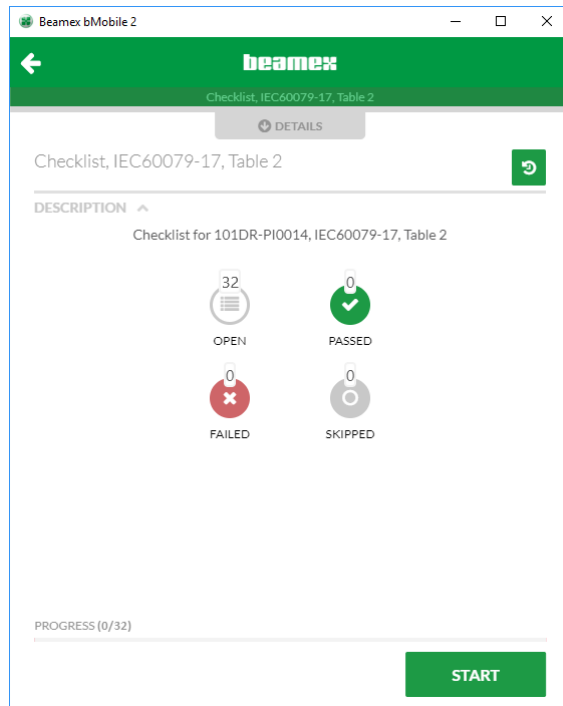 Beamex bMobile 2
beamex
Checklist, IEC60079-17, Table 2
DETAILS
Checklist, IEC60079-17, Table 2
DESCRIPTION
Checklist for 101DR-PI0014, IEC60079-17, Table 2
32 0
OPEN PASSED
0 0
FAILED SKIPPED
PROGRESS (0/32)
START